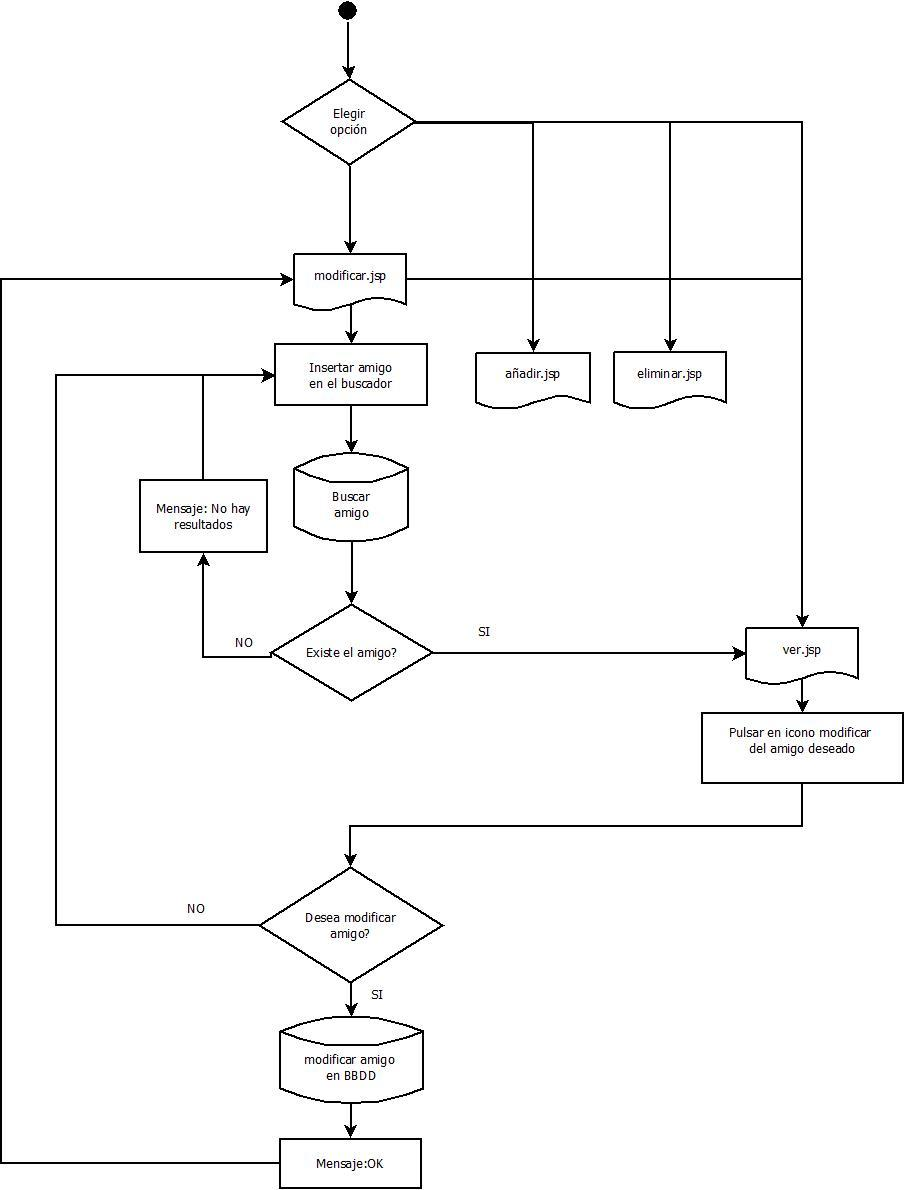 Elegir
opción
modificar.jsp
Insertar amigo
en el buscador
añadir.jsp
eliminar.jsp
Buscar
amigo
Mensaje: No hay
resultados
NO
Existe el amigo?
SI
ver.jsp
Pulsar en icono modificar
del amigo deseado
NO
Desea modificar
amigo?
SI
modificar amigo
en BBDD
Mensaje:OK